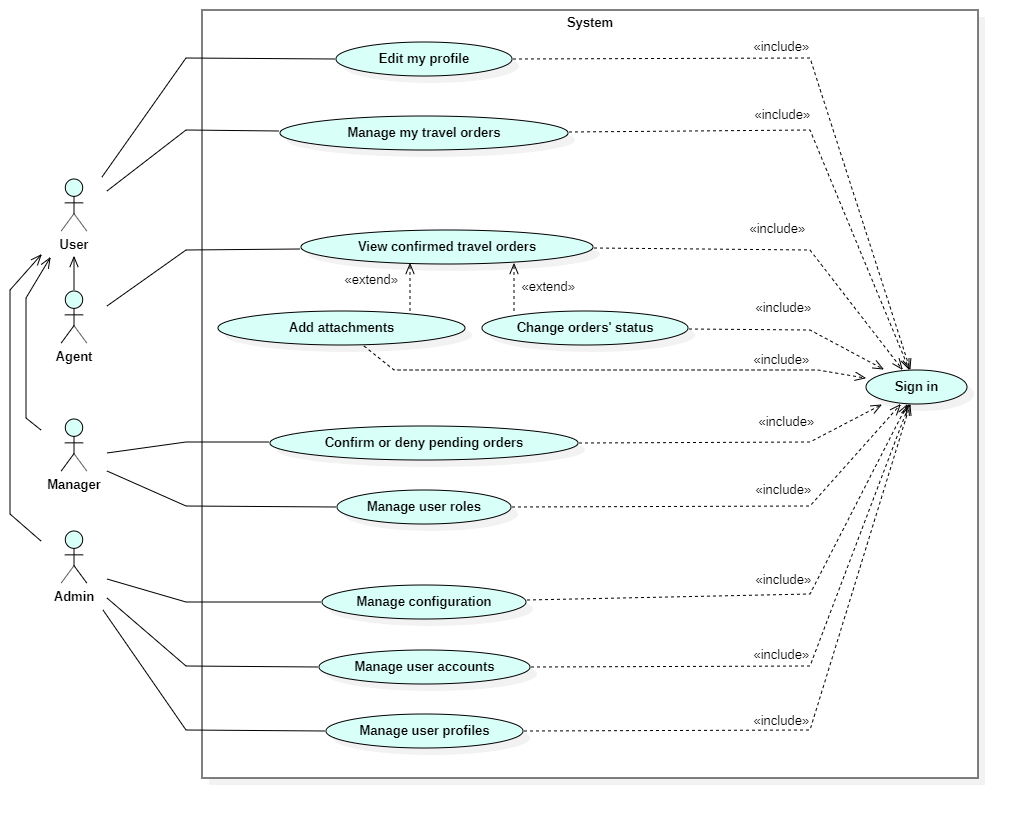 System
Edit my profile
«include»
Manage my travel orders
«include»
User
View confirmed travel orders
«include»
«extend»
«extend»
Agent
Add attachments
Change orders' status
«include»
«include»
Sign in
Manager
Confirm or deny pending orders
«include»
Manage user roles
«include»
Admin
Manage configuration
«include»
Manage user accounts
«include»
Manage user profiles
«include»